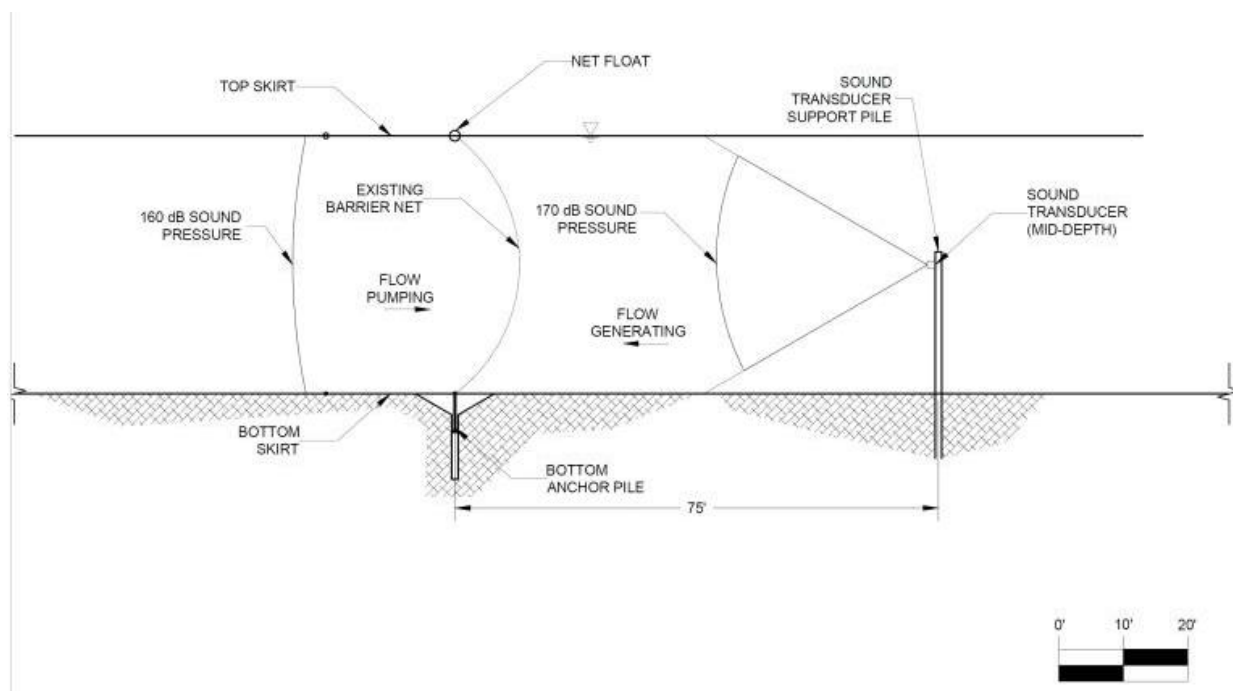 NET FLOAT
TOP SKIRT
SOUND
TRANSDUCER
SUPPORT PILE
EXISTING
BARRIER NET
160 dB SOUND
PRESSURE
170 dB SOUND
PRESSURE
SOUND
TRANSDUCER
(MID-DEPTH)
FLOW
PUMPING
FLOW
GENERATING
BOTTOM
SKIRT
BOTTOM
ANCHOR PILE
75'
0' 10' 20'